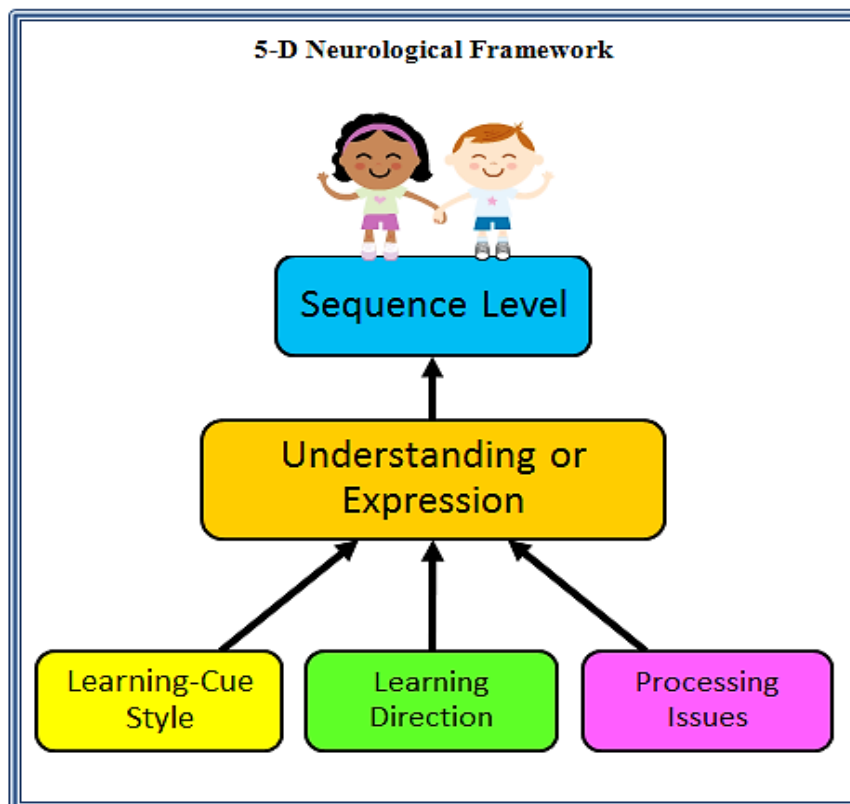 5-D Neurological Framework
Sequence Level
Understanding or
Expression
Learning-Cue
Style
Learning
Direction
Processing
Issues